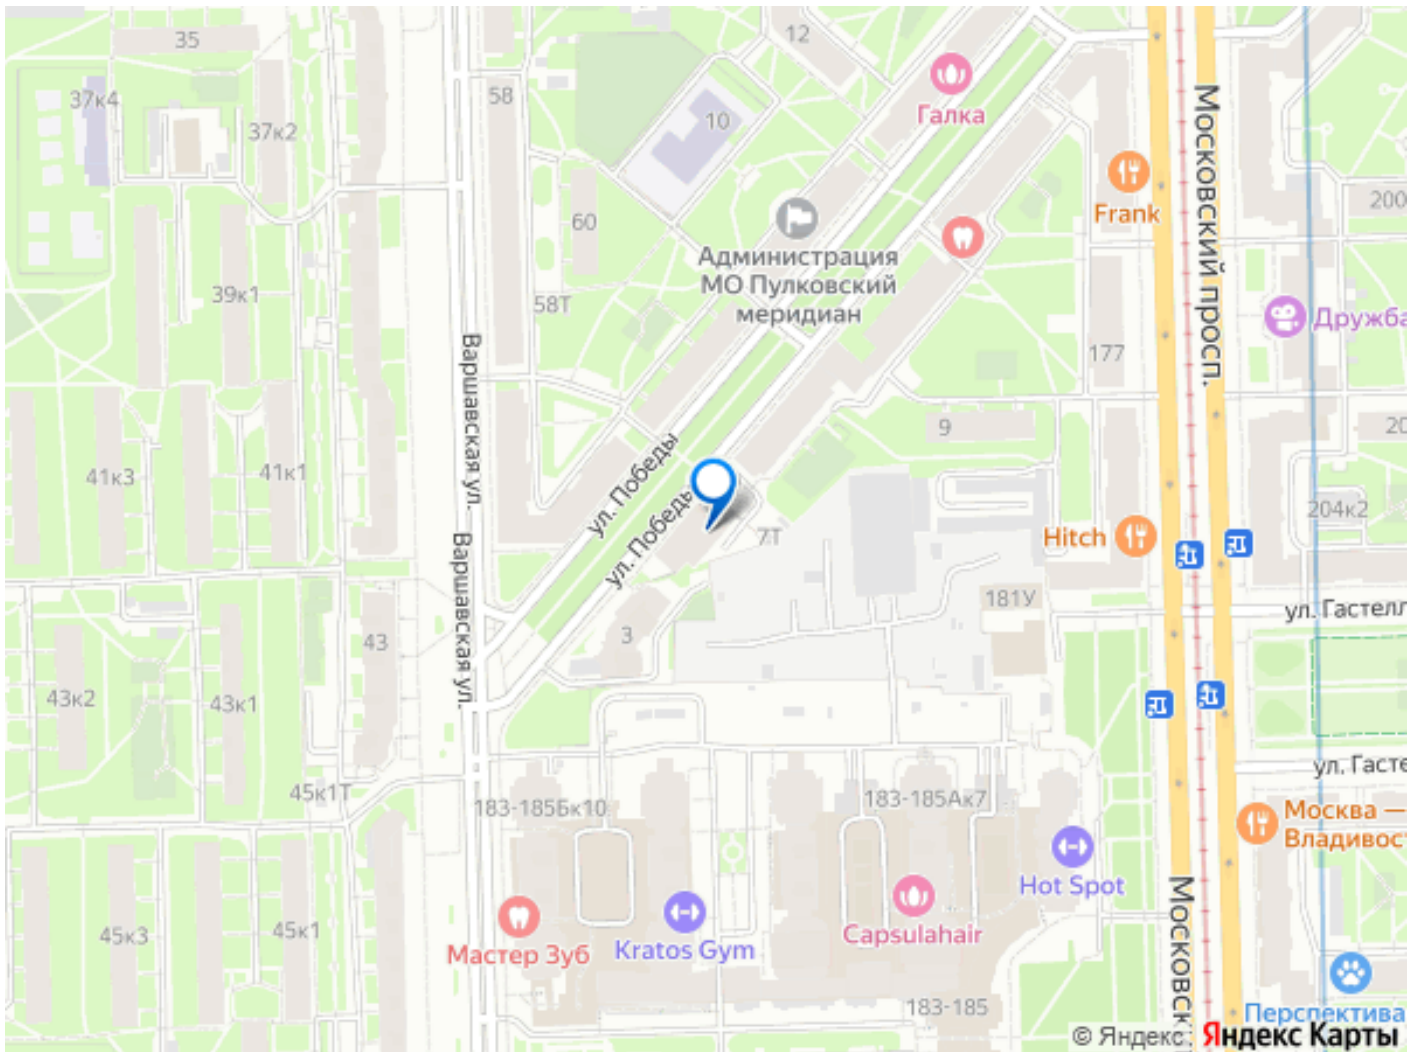 35
12
58
37к4
37к2
10
Галка
Московский просп.
Frank
200
60
Администрация
МО Пулковский
меридиан
39к1
58Т
Дружба
177
Варшавская ул.
9
ул. Победы
41к3
41к1
ул. Победы
7Т
Hitch
204к2
Варшавская ул.
181У
ул. Гастелл
43
3
43к2
43к1
ул. Гасте
45к1Т
183-185Бк10
183-185Ак7
Москва —
Владивост
Hot Spot
Московск
45к3
45к1
Мастер Зуб
Kratos Gym
Capsulahair
183-185
Перспектива
© Яндекс
Яндекс Карты